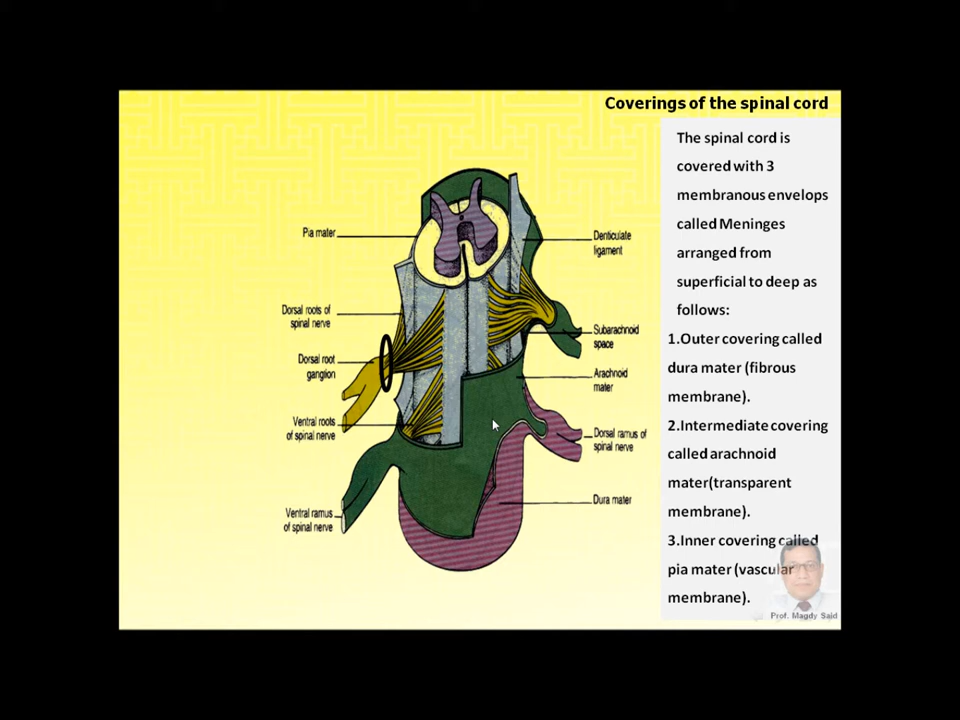 Coverings of the spinal cord
The spinal cord is
covered with 3
membranous envelops
called Meninges
arranged from
superficial to deep as
follows:
1.Outer covering called
dura mater (fibrous
membrane).
2.Intermediate covering
called arachnoid
mater(transparent
membrane).
3.Inner covering called
pia mater (vascular
membrane).
Prof. Magdy Said
Pia mater
Dorsal roots of
spinal nerve
Dorsal root
ganglion
Ventral roots
of spinal nerve
Ventral ramus
of spinal nerve
Denticulate
ligament
Subarachnoid
space
Arachnoid
mater
Dorsal ramus of
spinal nerve
Dura mater